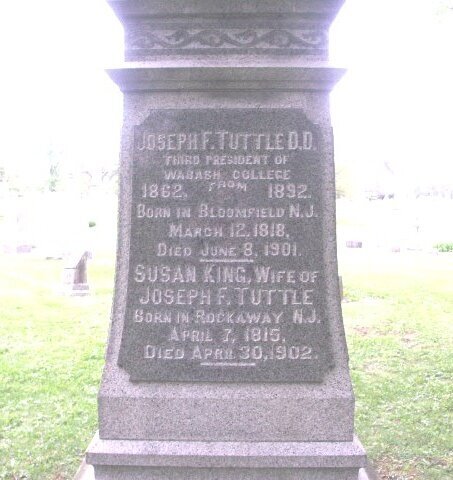 JOSEPH F. TUTTLE D.D.
THIRD PRESIDENT OF
WABASH COLLEGE
1862. FROM 1892.
BORN IN BLOOMFIELD N.J.
MARCH 12, 1818,
DIED JUNE 8, 1901.
SUSAN KING, WIFE OF
JOSEPH F. TUTTLE
BORN IN ROCKAWAY N.J.
APRIL 7, 1815,
DIED APRIL 30, 1902.